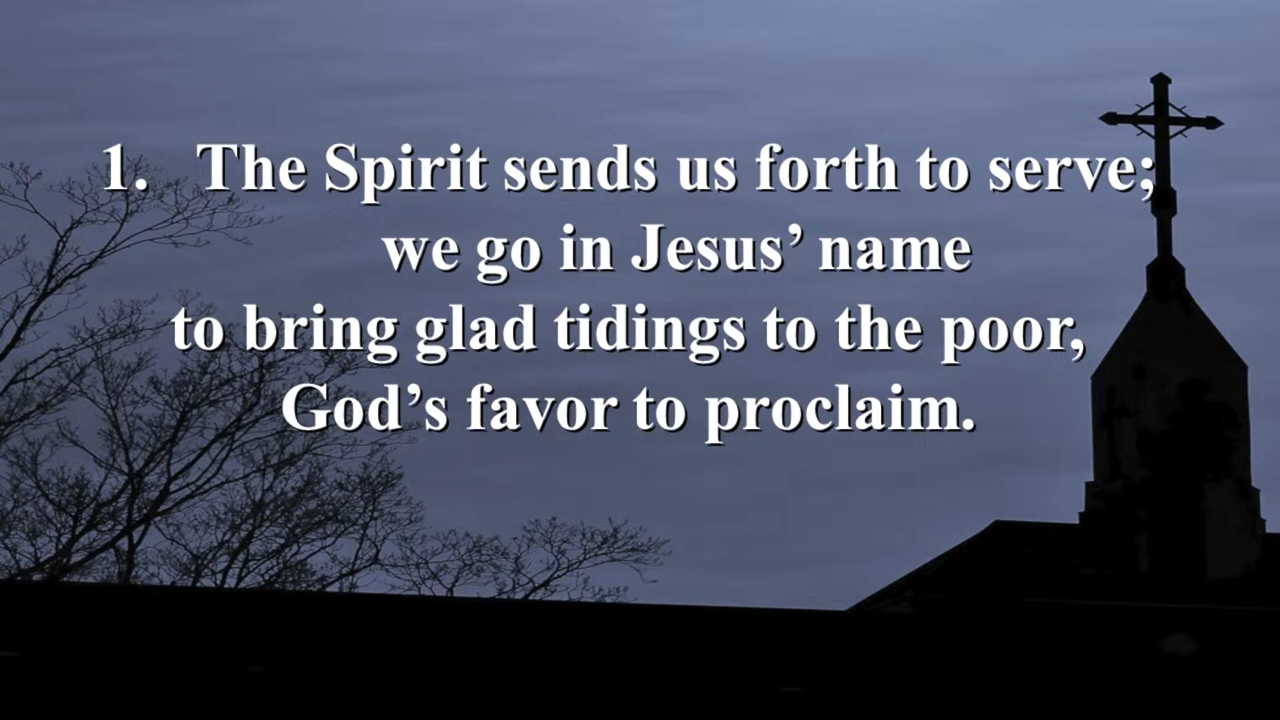 1. The Spirit sends us forth to serve;
we go in Jesus’ name
to bring glad tidings to the poor,
God’s favor to proclaim.